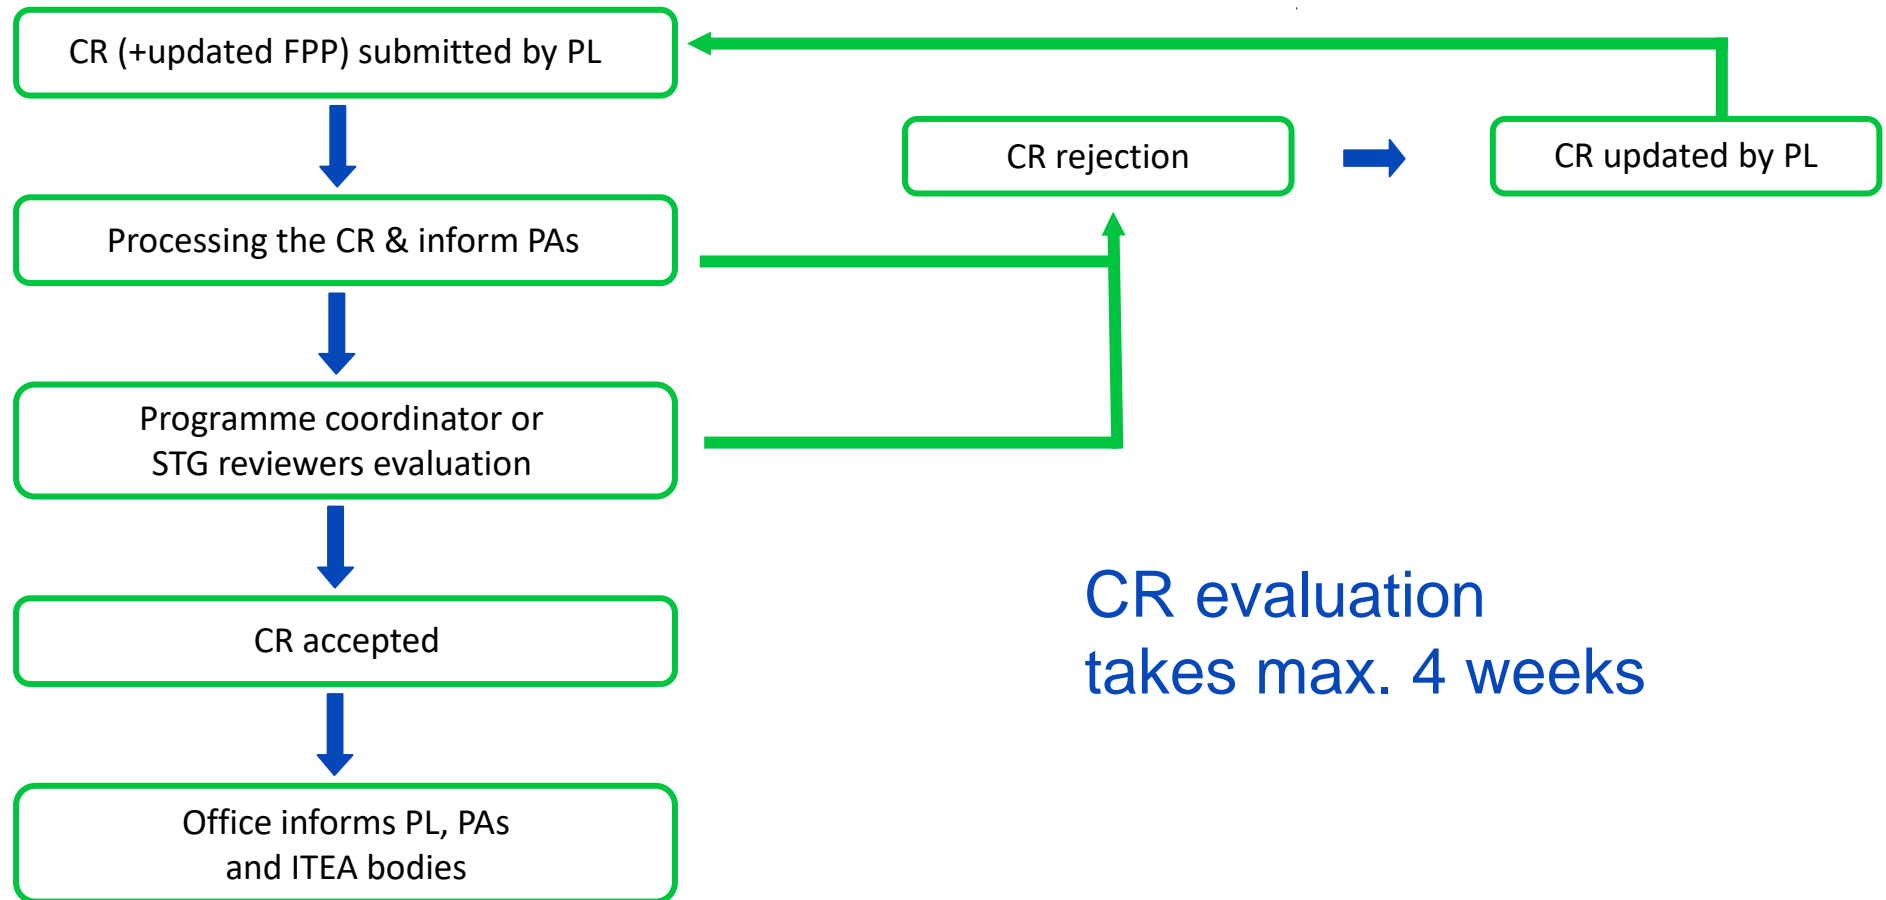 CR (+updated FPP) submitted by PL
CR rejection
CR updated by PL
Processing the CR & inform PAs
Programme coordinator or
STG reviewers evaluation
CR accepted
CR evaluation
takes max. 4 weeks
Office informs PL, PAs
and ITEA bodies